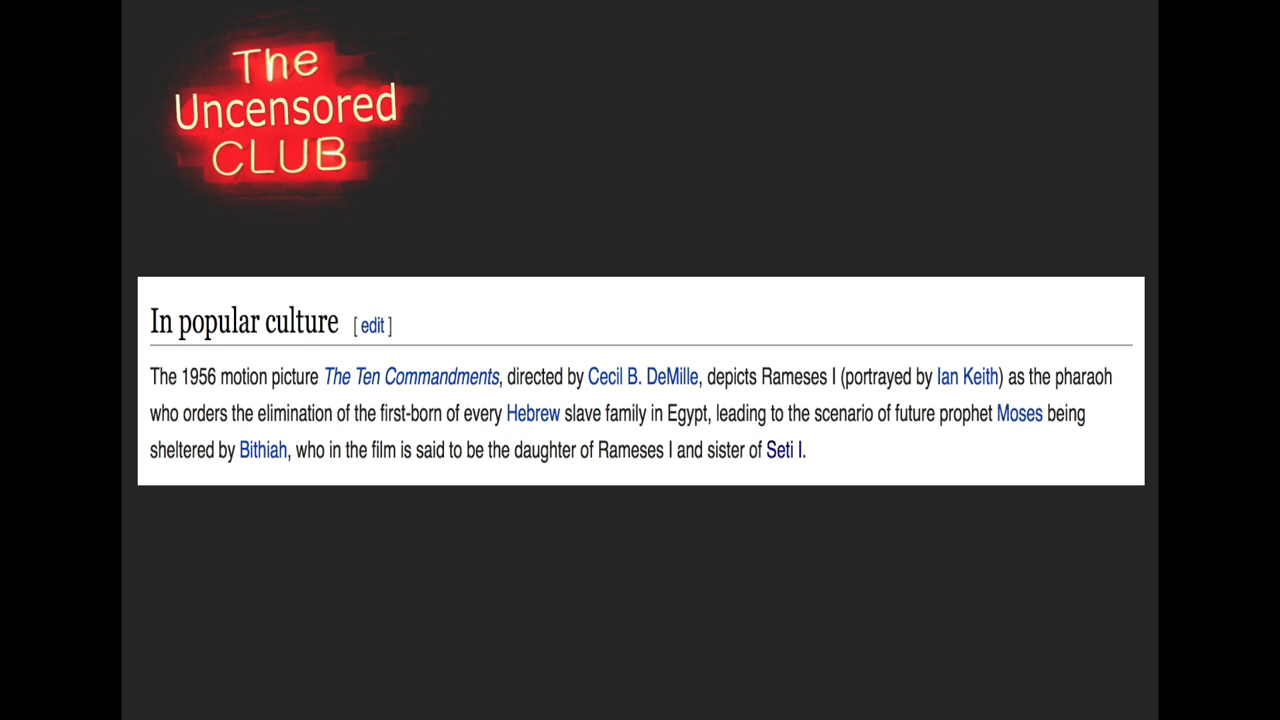 The
Uncensored
CLUB
In popular culture [ edit ]
The 1956 motion picture The Ten Commandments, directed by Cecil B. DeMille, depicts Rameses I (portrayed by Ian Keith) as the pharaoh
who orders the elimination of the first-born of every Hebrew slave family in Egypt, leading to the scenario of future prophet Moses being
sheltered by Bithiah, who in the film is said to be the daughter of Rameses I and sister of Seti I.